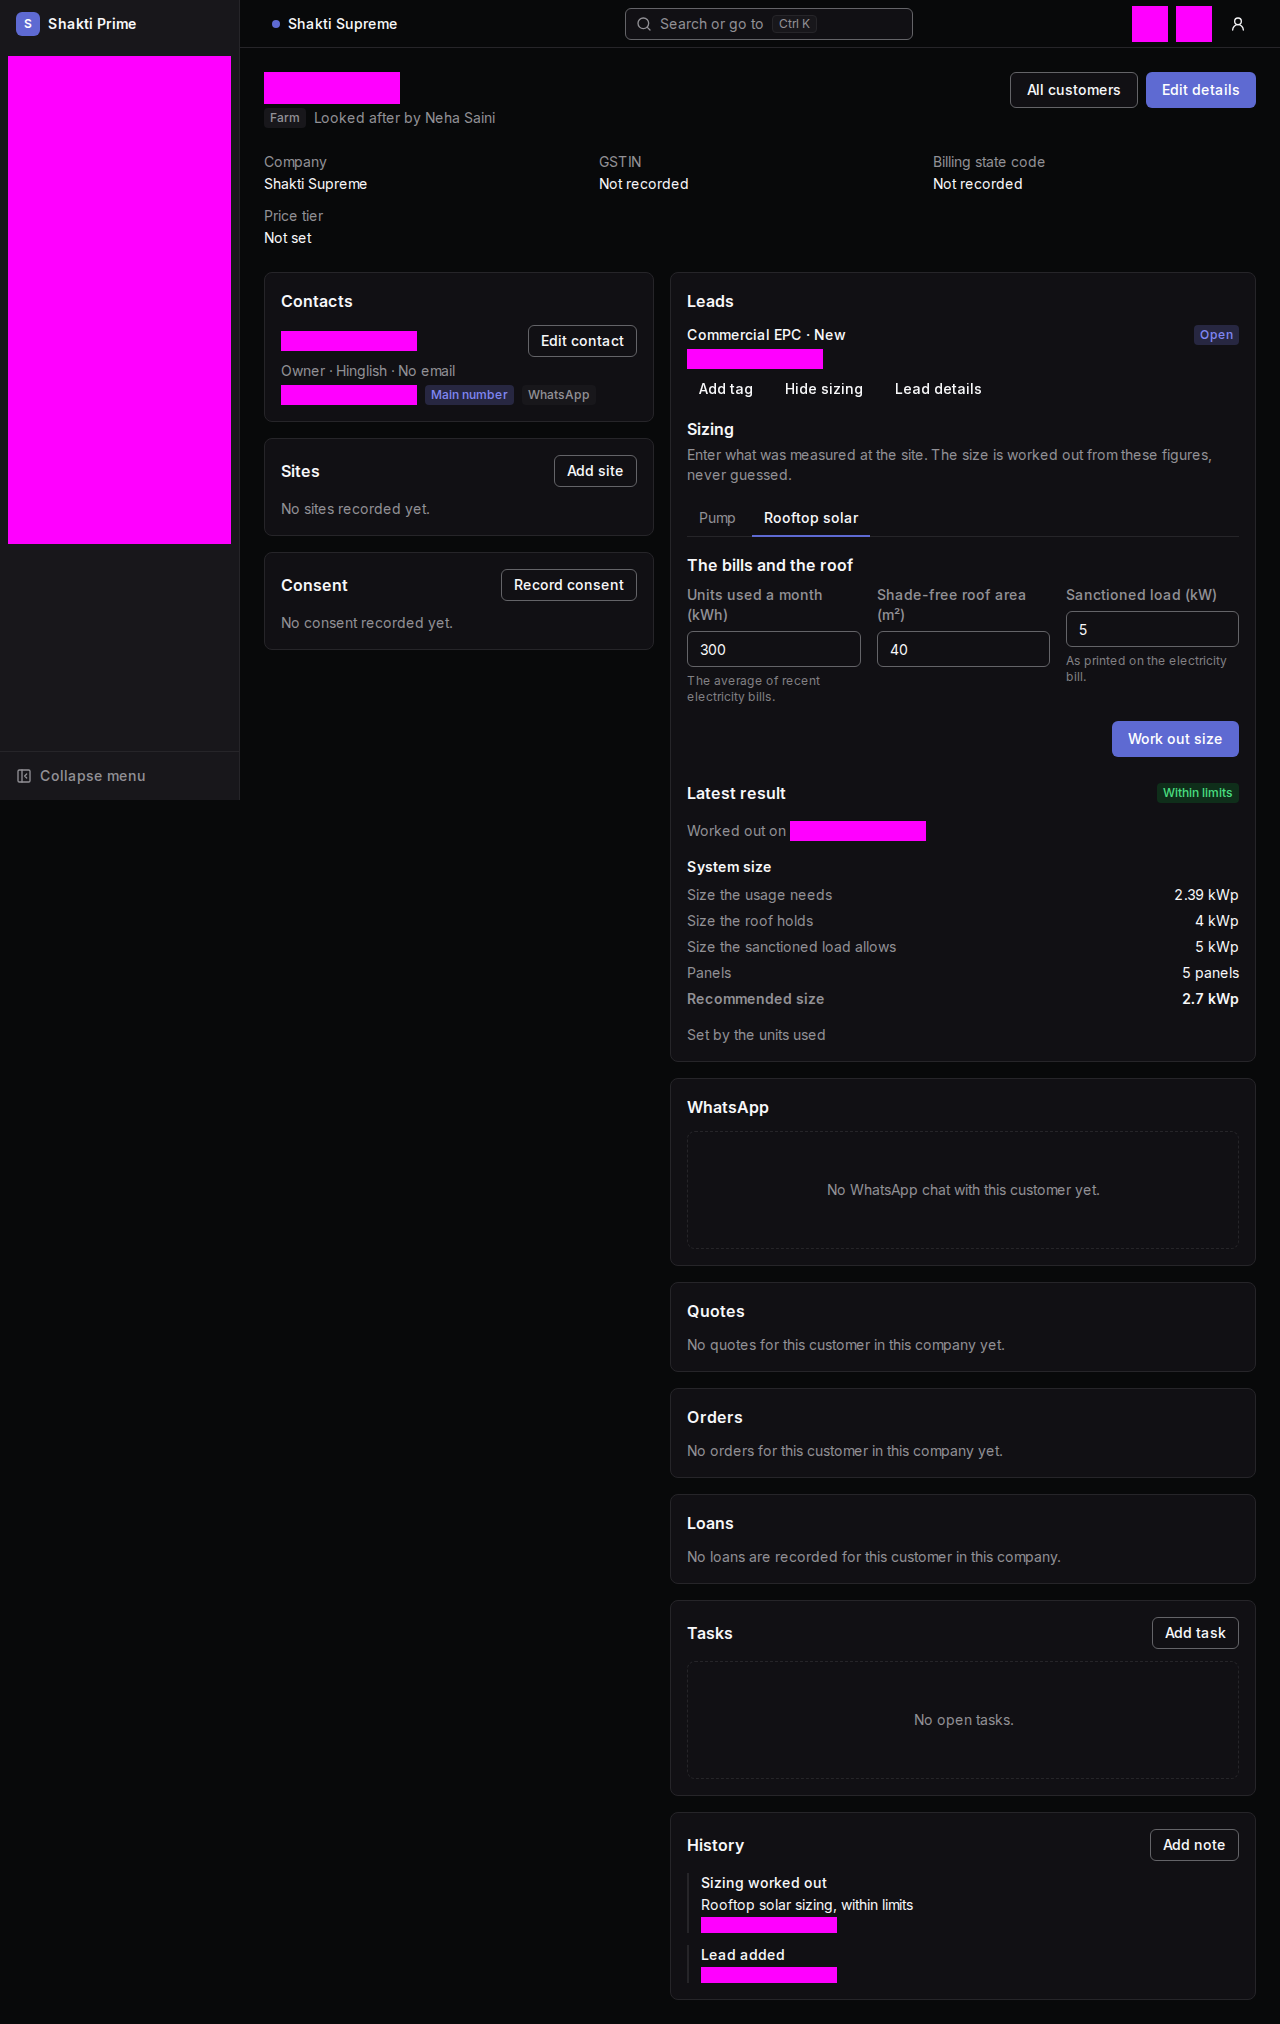 S Shakti Prime
Shakti Supreme
Search or go to Ctrl K
All customers
Edit details
Farm Looked after by Neha Saini
Company
Shakti Supreme
GSTIN
Not recorded
Billing state code
Not recorded
Price tier
Not set
Contacts
Edit contact
Owner · Hinglish · No email
Main number WhatsApp
Sites
Add site
No sites recorded yet.
Consent
Record consent
No consent recorded yet.
Collapse menu
Leads
Commercial EPC · New
Open
Add tag Hide sizing Lead details
Sizing
Enter what was measured at the site. The size is worked out from these figures,
never guessed.
Pump Rooftop solar
The bills and the roof
Units used a month
(kWh)
300
The average of recent
electricity bills.
Shade-free roof area
(m²)
40
Sanctioned load (kW)
5
As printed on the electricity
bill.
Work out size
Latest result
Within limits
Worked out on
System size
Size the usage needs 2.39 kWp
Size the roof holds 4 kWp
Size the sanctioned load allows 5 kWp
Panels 5 panels
Recommended size 2.7 kWp
Set by the units used
WhatsApp
No WhatsApp chat with this customer yet.
Quotes
No quotes for this customer in this company yet.
Orders
No orders for this customer in this company yet.
Loans
No loans are recorded for this customer in this company.
Tasks
Add task
No open tasks.
History
Add note
Sizing worked out
Rooftop solar sizing, within limits
Lead added